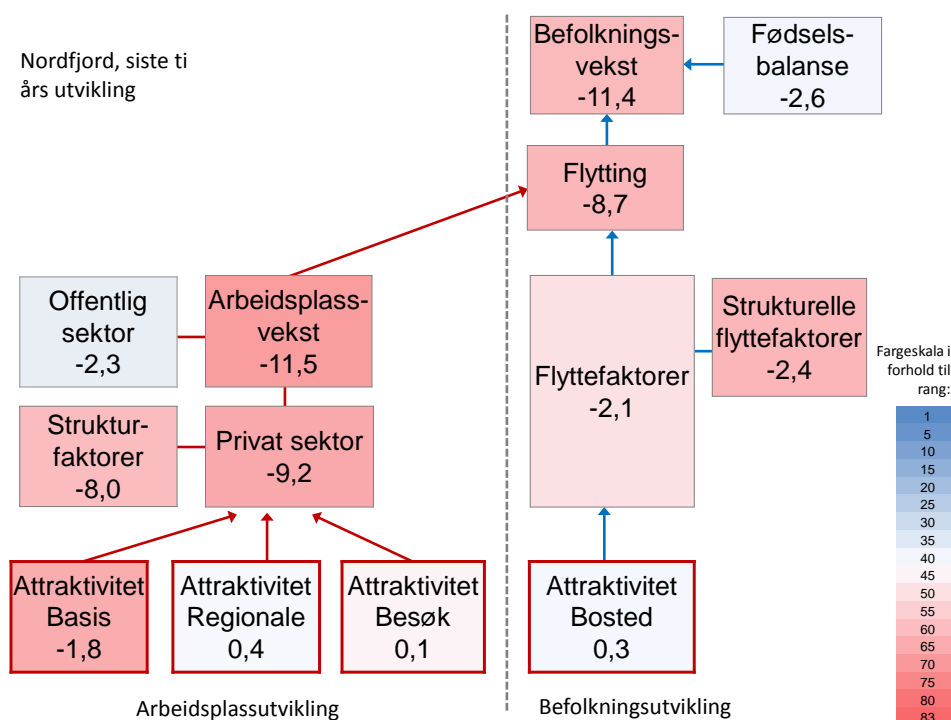 Nordfjord, siste ti
års utvikling
Befolknings-
vekst
-11,4
Fødsels-
balanse
-2,6
Flytting
-8,7
Offentlig
sektor
-2,3
Arbeidsplass-
vekst
-11,5
Flyttefaktorer
-2,1
Strukturelle
flyttefaktorer
-2,4
Struktur-
faktorer
-8,0
Privat sektor
-9,2
Attraktivitet
Basis
-1,8
Attraktivitet
Regionale
0,4
Attraktivitet
Besøk
0,1
Attraktivitet
Bosted
0,3
Arbeidsplassutvikling
Befolkningsutvikling
Fargeskala i
forhold til
rang:
1
5
10
15
20
25
30
35
40
45
50
55
60
65
70
75
80
83